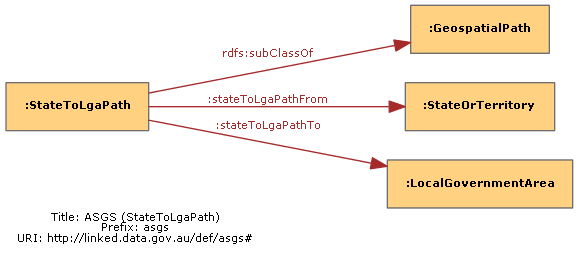 :GeospatialPath
rdfs:subClassOf
:StateToLgaPath
:stateToLgaPathFrom
:StateOrTerritory
:stateToLgaPathTo
:LocalGovernmentArea
Title: ASGS (StateToLgaPath)
Prefix: asgs
URI: http://linked.data.gov.au/def/asgs#